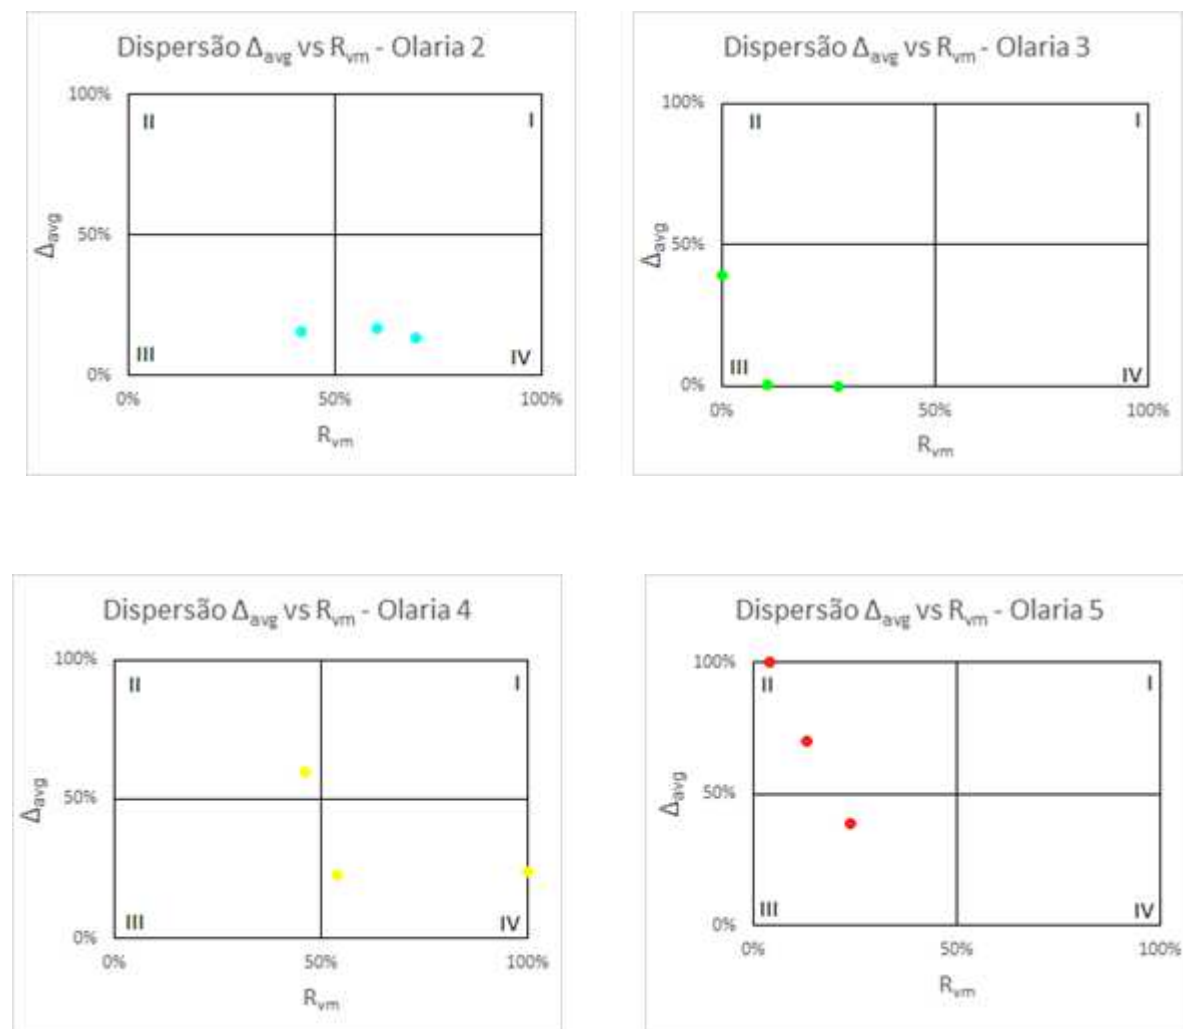 Dispersão Δavg vs Rvm - Olaria 2
100%
II
I
50%
Δavg
III
IV
0%
0%
50%
100%
Rvm
Dispersão Δavg vs Rvm - Olaria 3
100%
II
I
50%
Δavg
III
IV
0%
0%
50%
100%
Rvm
Dispersão Δavg vs Rvm - Olaria 4
100%
II
I
50%
Δavg
III
IV
0%
0%
50%
100%
Rvm
Dispersão Δavg vs Rvm - Olaria 5
100%
II
I
50%
Δavg
III
IV
0%
0%
50%
100%
Rvm